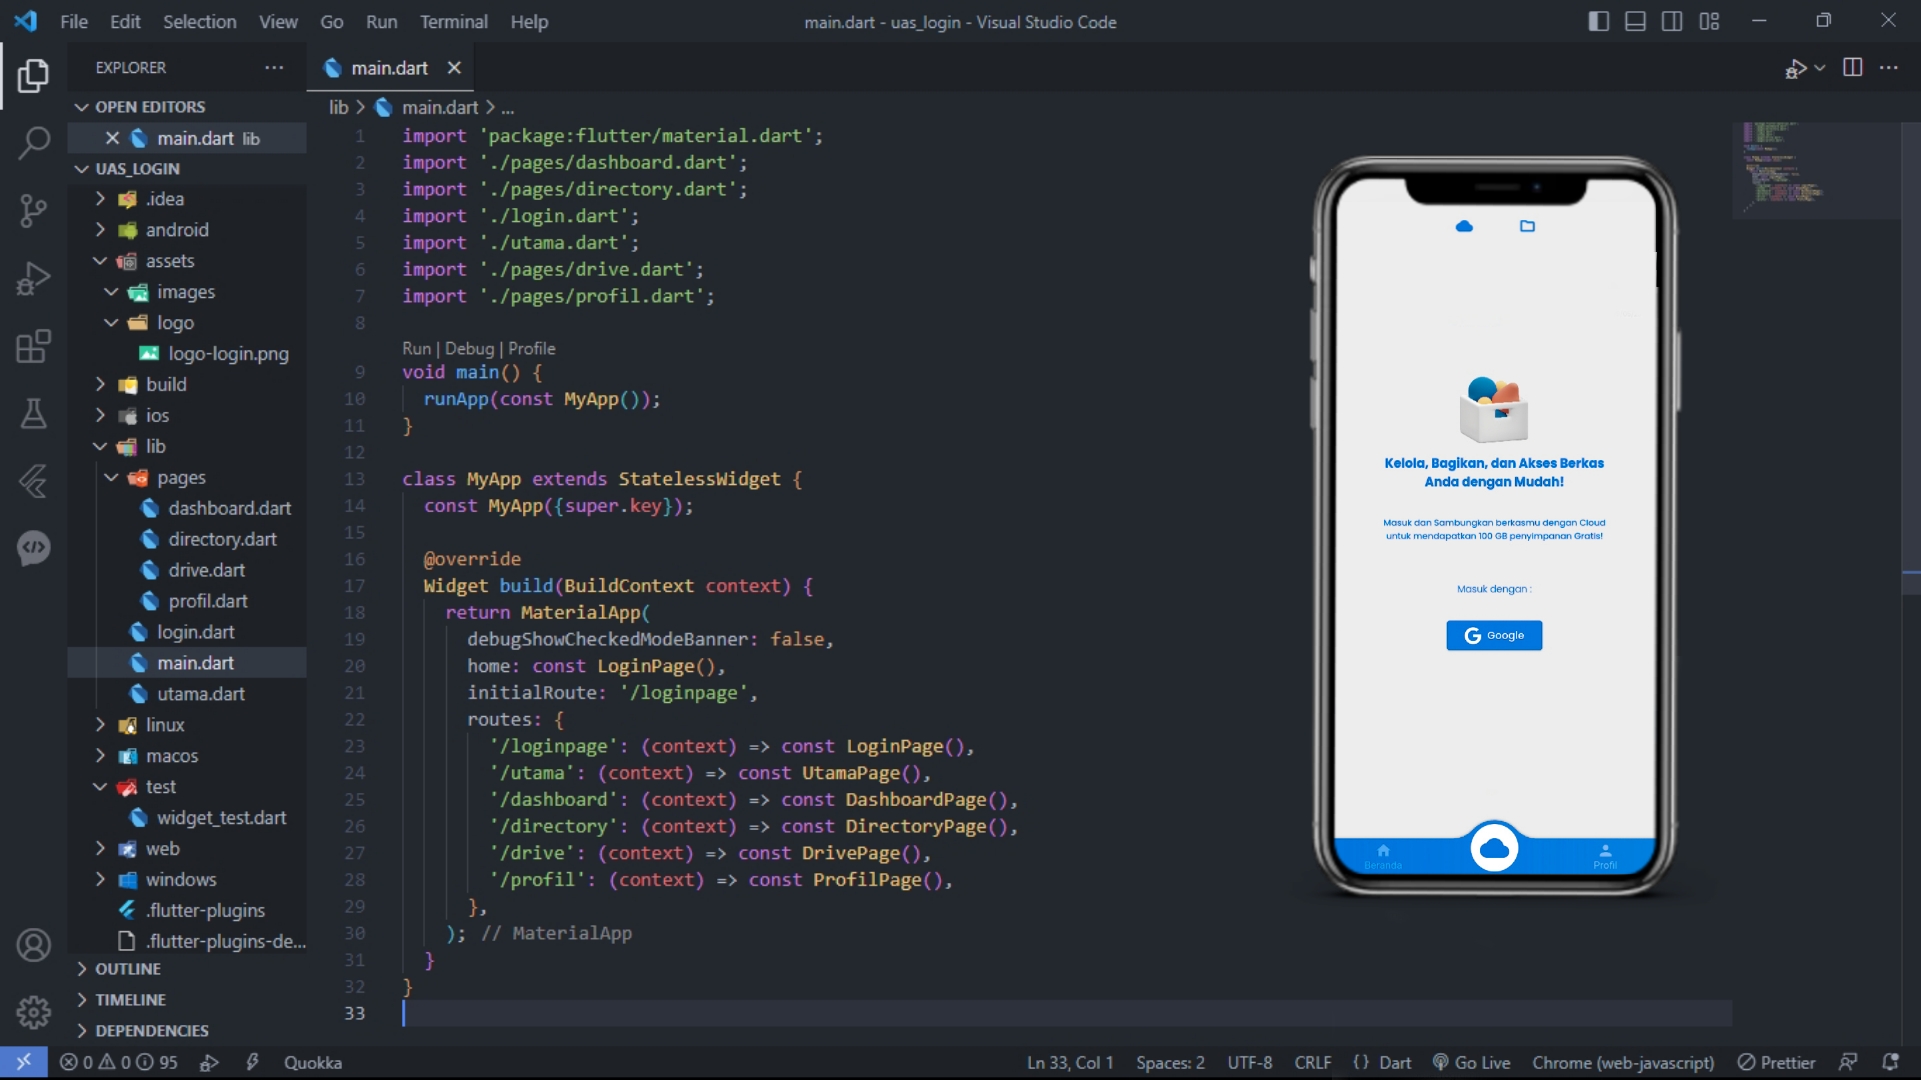 File Edit Selection View Go Run Terminal Help
main.dart - uas_login - Visual Studio Code
EXPLORER
main.dart
OPEN EDITORS
main.dart lib
UAS_LOGIN
.idea
android
assets
images
logo
logo-login.png
build
ios
lib
pages
dashboard.dart
directory.dart
drive.dart
profil.dart
login.dart
main.dart
utama.dart
linux
macos
test
widget_test.dart
web
windows
.flutter-plugins
.flutter-plugins-de...
OUTLINE
TIMELINE
DEPENDENCIES
lib > main.dart > ...
1 import 'package:flutter/material.dart';
2 import './pages/dashboard.dart';
3 import './pages/directory.dart';
4 import './login.dart';
5 import './utama.dart';
6 import './pages/drive.dart';
7 import './pages/profil.dart';
8
Run | Debug | Profile
9 void main() {
10 runApp(const MyApp());
11 }
12
13 class MyApp extends StatelessWidget {
14 const MyApp({super.key});
15
16 @override
17 Widget build(BuildContext context) {
18 return MaterialApp(
19 debugShowCheckedModeBanner: false,
20 home: const LoginPage(),
21 initialRoute: '/loginpage',
22 routes: {
23 '/loginpage': (context) => const LoginPage(),
24 '/utama': (context) => const UtamaPage(),
25 '/dashboard': (context) => const DashboardPage(),
26 '/directory': (context) => const DirectoryPage(),
27 '/drive': (context) => const DrivePage(),
28 '/profil': (context) => const ProfilPage(),
29 },
30 ); // MaterialApp
31 }
32 }
33
Kelola, Bagikan, dan Akses Berkas
Anda dengan Mudah!
Masuk dan Sambungkan berkasmu dengan Cloud
untuk mendapatkan 100 GB penyimpanan Gratis!
Masuk dengan :
G Google
Beranda
Profil
0 0 95 Quokka
Ln 33, Col 1 Spaces: 2 UTF-8 CRLF {} Dart Go Live Chrome (web-javascript) Prettier